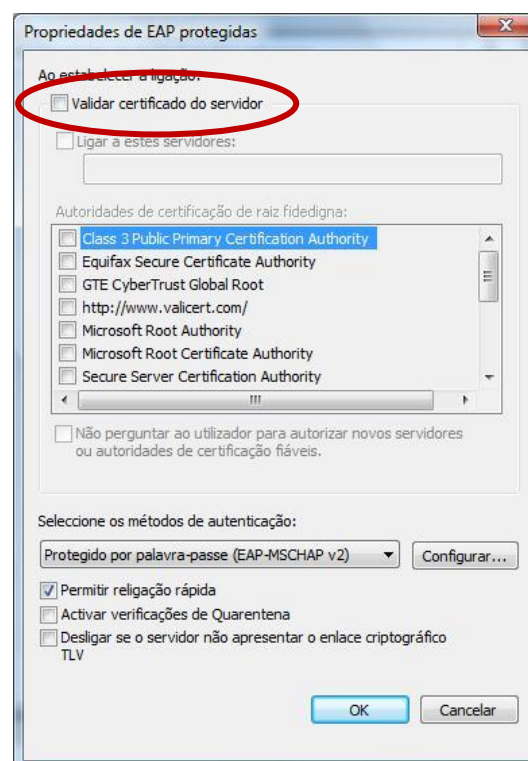 Propriedades de EAP protegidas
Ao estabelecer a ligação:
Validar certificado do servidor
Ligar a estes servidores:
Autoridades de certificação de raiz fidedigna:
Class 3 Public Primary Certification Authority
Equifax Secure Certificate Authority
GTE CyberTrust Global Root
http://www.valicert.com/
Microsoft Root Authority
Microsoft Root Certificate Authority
Secure Server Certification Authority
Não perguntar ao utilizador para autorizar novos servidores
ou autoridades de certificação fiáveis.
Seleccione os métodos de autenticação:
Protegido por palavra-passe (EAP-MSCHAP v2) Configurar...
Permitir religação rápida
Activar verificações de Quarentena
Desligar se o servidor não apresentar o enlace criptográfico
TLV
OK Cancelar